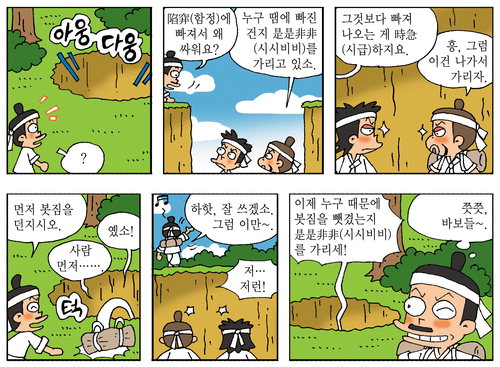 아웅
다웅
?
陷穽(함정)에
빠져서 왜
싸워요?
누구 땜에 빠진
건지 是是非非
(시시비비)를
가리고 있소.
그것보다 빠져
나오는 게 時急
(시급)하지요.
흥, 그럼
이건 나가서
가리자.
먼저 봇짐을
던지시오.
사람
먼저……
옜소!
턱
하핫, 잘 쓰겠소.
그럼 이만~.
저…
저런!
이제 누구 때문에
봇짐을 뺏겼는지
是是非非(시시비비)
를 가리세!
쯧쯧,
바보들~.